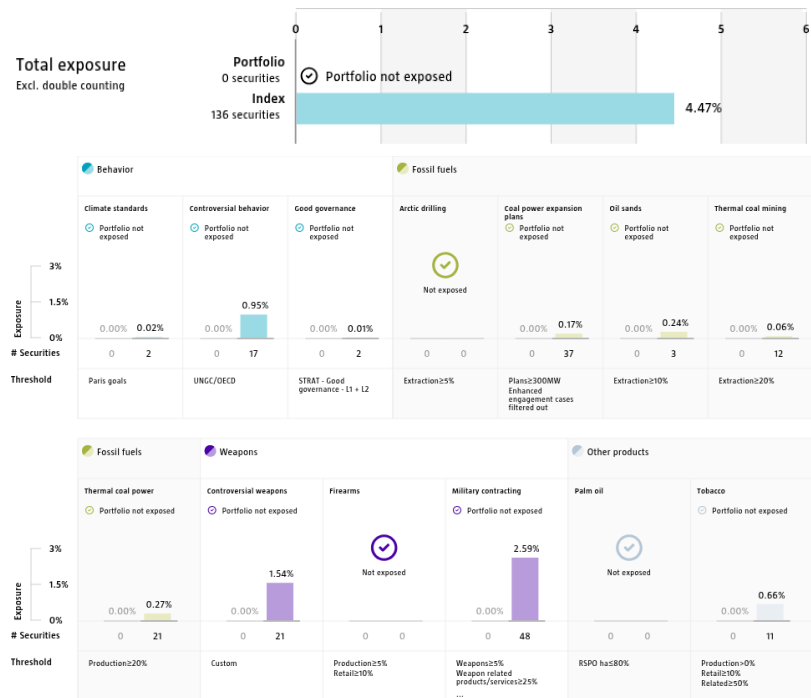 0 1 2 3 4 5 6
Total exposure
Excl. double counting
Portfolio
0 securities
Portfolio not exposed
Index
136 securities
4.47%
Behavior
Fossil fuels
Climate standards
Portfolio not exposed
Controversial behavior
Portfolio not exposed
Good governance
Portfolio not exposed
Arctic drilling
Not exposed
Coal power expansion
plans
Portfolio not exposed
Oil sands
Portfolio not exposed
Thermal coal mining
Portfolio not exposed
Exposure
3%
1.5%
0%
0.00% 0.02% 0.00% 0.95% 0.00% 0.01% 0.00% 0.17% 0.00% 0.24% 0.00% 0.06%
# Securities 0 2 0 17 0 2 0 0 0 37 0 3 0 12
Threshold
Paris goals
UNGC/OECD
STRAT - Good
governance - L1 + L2
Extraction≥5%
Plans≥300MW
Enhanced
engagement cases
filtered out
Extraction≥10%
Extraction≥20%
Fossil fuels
Weapons
Other products
Thermal coal power
Portfolio not exposed
Controversial weapons
Portfolio not exposed
Firearms
Not exposed
Military contracting
Portfolio not exposed
Palm oil
Not exposed
Tobacco
Portfolio not exposed
Exposure
3%
1.5%
0%
0.00% 0.27% 0.00% 1.54% 0.00% 2.59% 0.00% 0.66%
# Securities 0 21 0 21 0 0 0 48 0 0 0 11
Threshold
Production≥20%
Custom
Production≥5%
Retail≥10%
Weapons≥5%
Weapon related
products/services≥25%
...
RSPO ha≤80%
Production>0%
Retail≥10%
Related≥50%